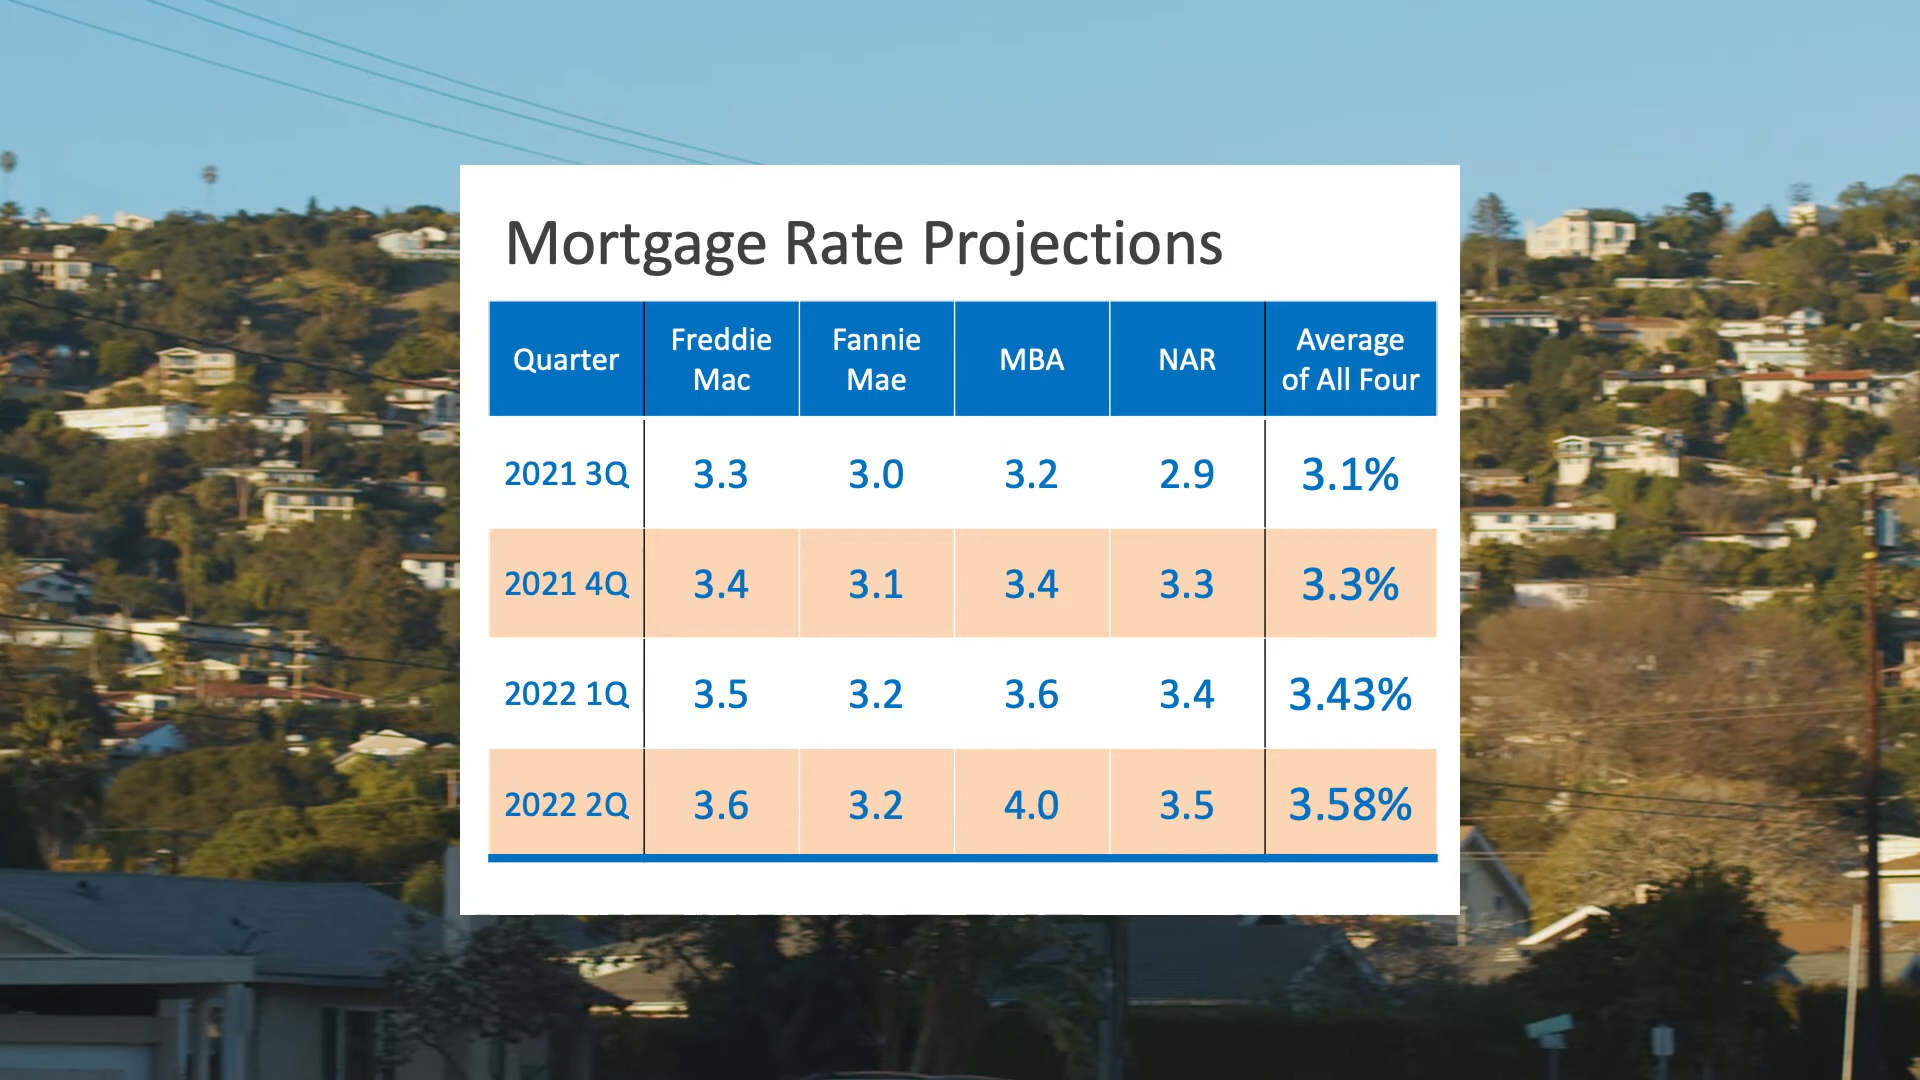 Mortgage Rate Projections
Quarter Freddie Mac Fannie Mae MBA NAR Average of All Four
2021 3Q 3.3 3.0 3.2 2.9 3.1%
2021 4Q 3.4 3.1 3.4 3.3 3.3%
2022 1Q 3.5 3.2 3.6 3.4 3.43%
2022 2Q 3.6 3.2 4.0 3.5 3.58%